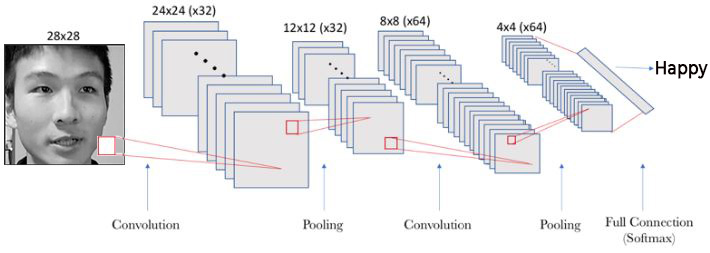 28x28
24x24 (x32)
12x12 (x32)
8x8 (x64)
4x4 (x64)
Happy
Convolution
Pooling
Convolution
Pooling
Full Connection
(Softmax)